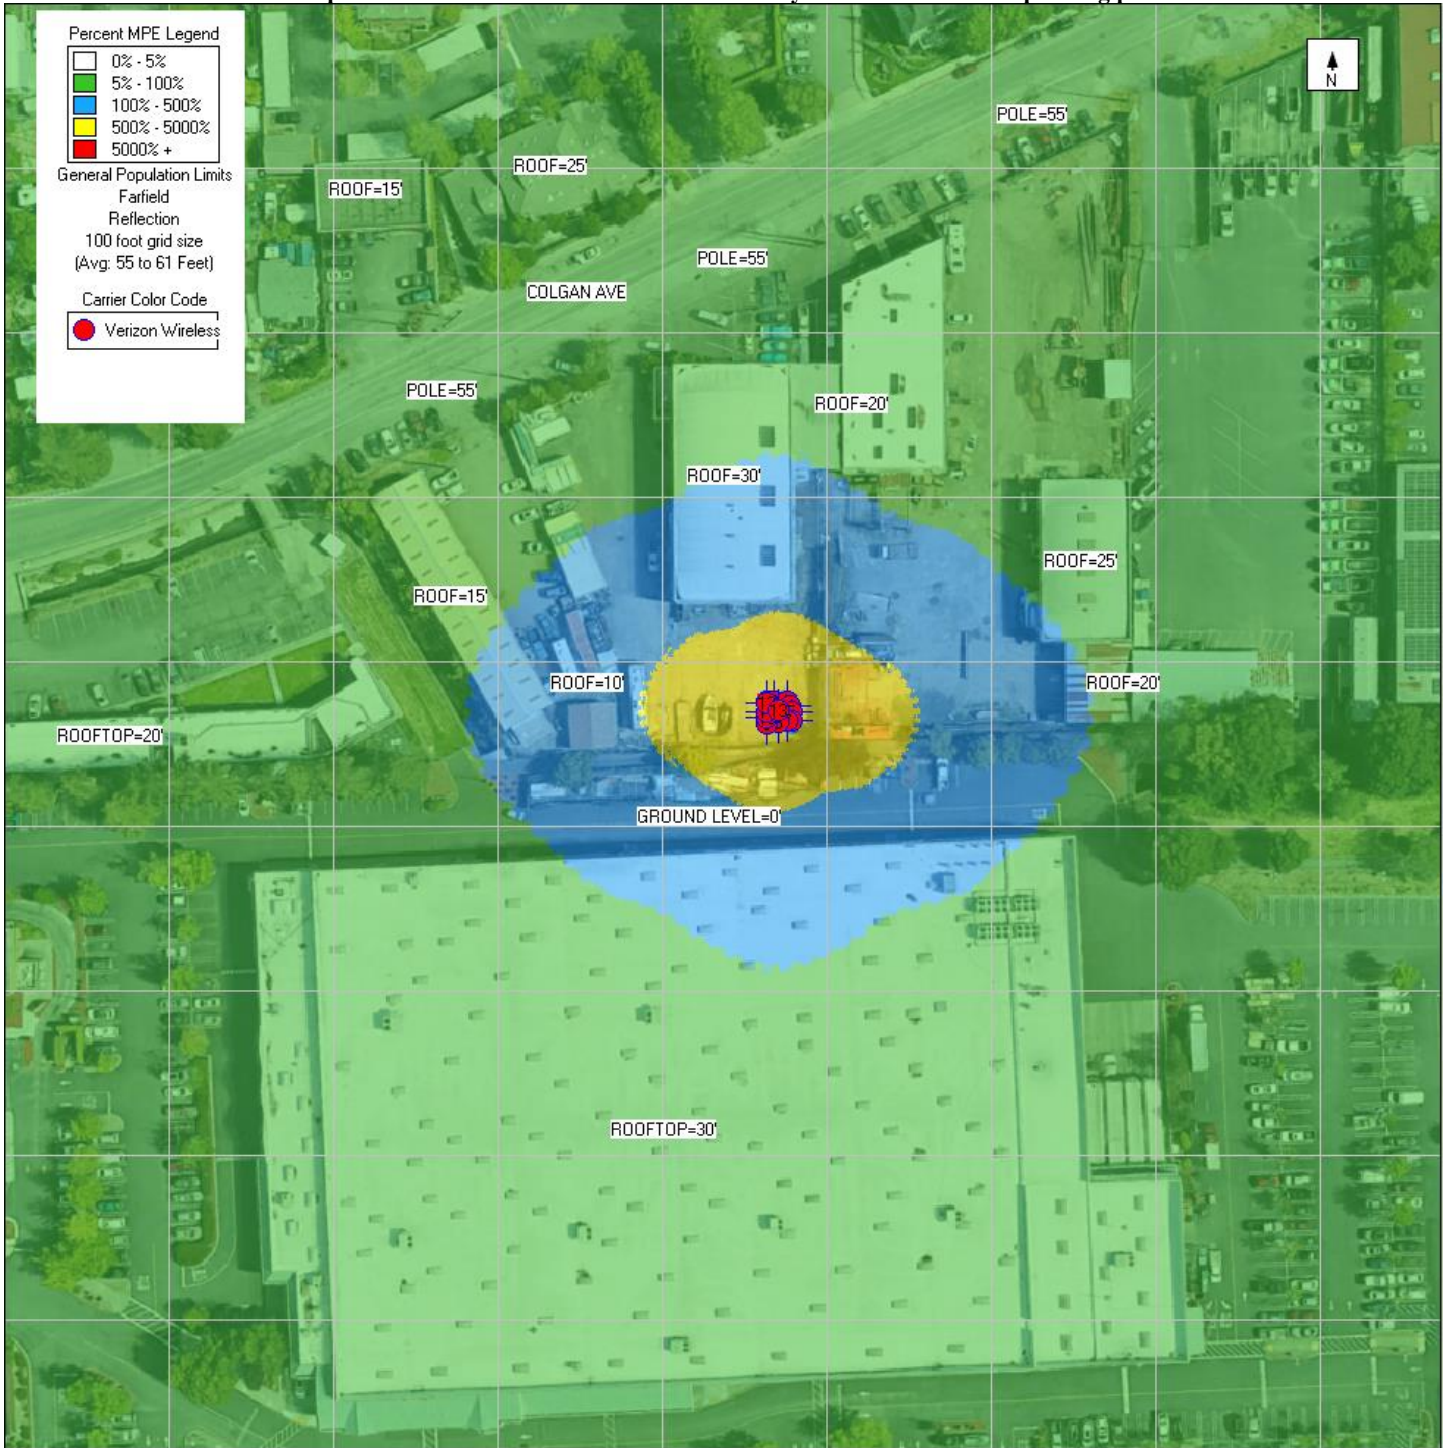 Percent MPE Legend
0% - 5%
5% - 100%
100% - 500%
500% - 5000%
5000% +
General Population Limits
Farfield
Reflection
100 foot grid size
(Avg: 55 to 61 Feet)
Carrier Color Code
Verizon Wireless
N
POLE=55'
ROOF=25'
ROOF=15'
POLE=55'
COLGAN AVE
POLE=55'
ROOF=20'
ROOF=30'
ROOF=25'
ROOF=15'
ROOF=10'
ROOF=20'
ROOFTOP=20'
GROUND LEVEL=0'
ROOFTOP=30'